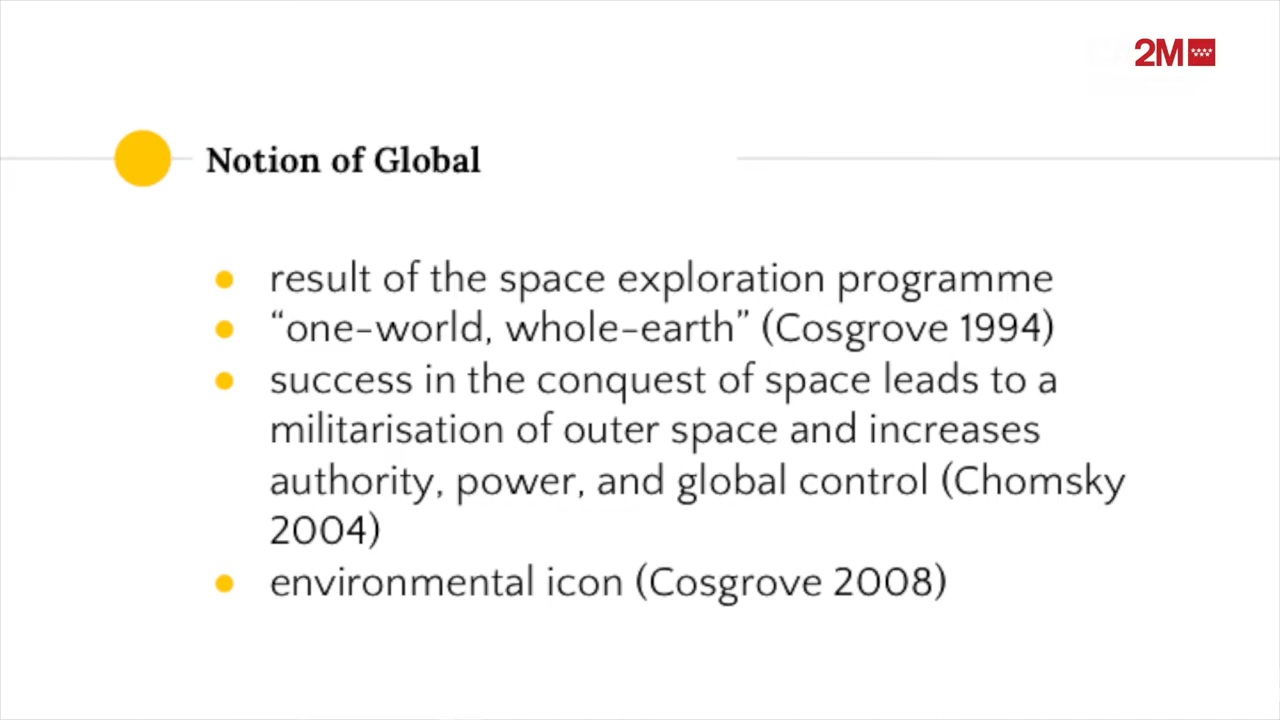 2M
Notion of Global
result of the space exploration programme
“one-world, whole-earth” (Cosgrove 1994)
success in the conquest of space leads to a
militarisation of outer space and increases
authority, power, and global control (Chomsky
2004)
environmental icon (Cosgrove 2008)